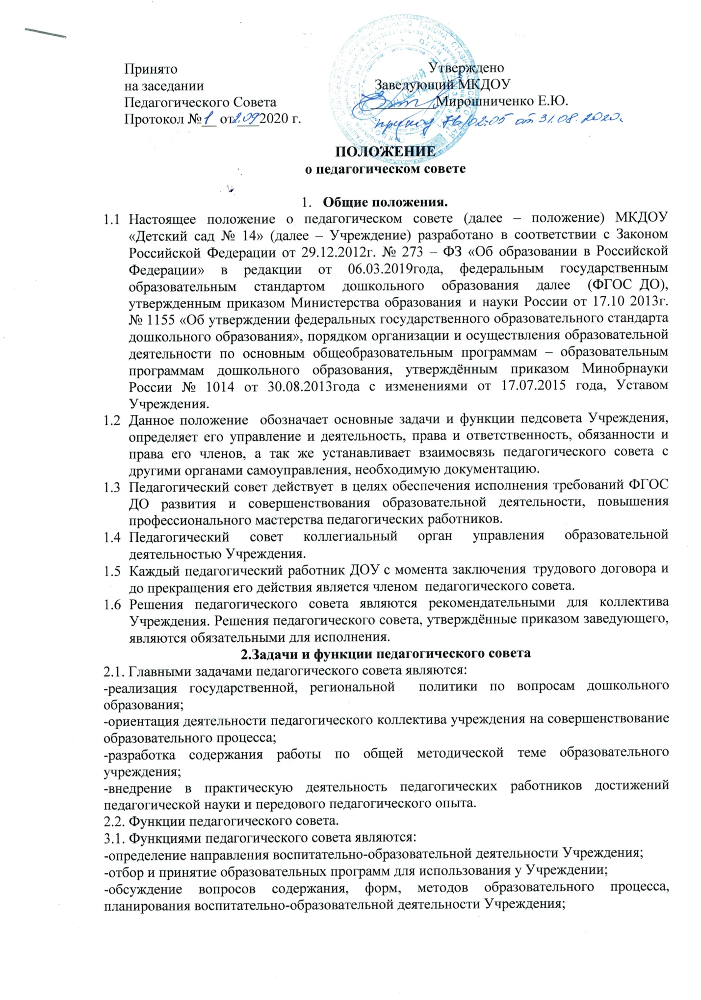 Принято Утверждено
на заседании Заведующий МКДОУ
Педагогического Совета _________Мирошниченко Е.Ю.
Протокол №1 от 2.09 2020 г. приказ 76/02-05 от 31.08.2020г.
ПОЛОЖЕНИЕ
о педагогическом совете
1. Общие положения.
1.1 Настоящее положение о педагогическом совете (далее – положение) МКДОУ
«Детский сад № 14» (далее – Учреждение) разработано в соответствии с Законом
Российской Федерации от 29.12.2012г. № 273 – ФЗ «Об образовании в Российской
Федерации» в редакции от 06.03.2019года, федеральным государственным
образовательным стандартом дошкольного образования далее (ФГОС ДО),
утвержденным приказом Министерства образования и науки России от 17.10 2013г.
№ 1155 «Об утверждении федеральных государственного образовательного стандарта
дошкольного образования», порядком организации и осуществления образовательной
деятельности по основным общеобразовательным программам – образовательным
программам дошкольного образования, утверждённым приказом Минобрнауки
России № 1014 от 30.08.2013года с изменениями от 17.07.2015 года, Уставом
Учреждения.
1.2 Данное положение обозначает основные задачи и функции педсовета Учреждения,
определяет его управление и деятельность, права и ответственность, обязанности и
права его членов, а так же устанавливает взаимосвязь педагогического совета с
другими органами самоуправления, необходимую документацию.
1.3 Педагогический совет действует в целях обеспечения исполнения требований ФГОС
ДО развития и совершенствования образовательной деятельности, повышения
профессионального мастерства педагогических работников.
1.4 Педагогический совет коллегиальный орган управления образовательной
деятельностью Учреждения.
1.5 Каждый педагогический работник ДОУ с момента заключения трудового договора и
до прекращения его действия является членом педагогического совета.
1.6 Решения педагогического совета являются рекомендательными для коллектива
Учреждения. Решения педагогического совета, утверждённые приказом заведующего,
являются обязательными для исполнения.
2.Задачи и функции педагогического совета
2.1. Главными задачами педагогического совета являются:
-реализация государственной, региональной политики по вопросам дошкольного
образования;
-ориентация деятельности педагогического коллектива учреждения на совершенствование
образовательного процесса;
-разработка содержания работы по общей методической теме образовательного
учреждения;
-внедрение в практическую деятельность педагогических работников достижений
педагогической науки и передового педагогического опыта.
2.2. Функции педагогического совета.
3.1. Функциями педагогического совета являются:
-определение направления воспитательно-образовательной деятельности Учреждения;
-отбор и принятие образовательных программ для использования у Учреждении;
-обсуждение вопросов содержания, форм, методов образовательного процесса,
планирования воспитательно-образовательной деятельности Учреждения;